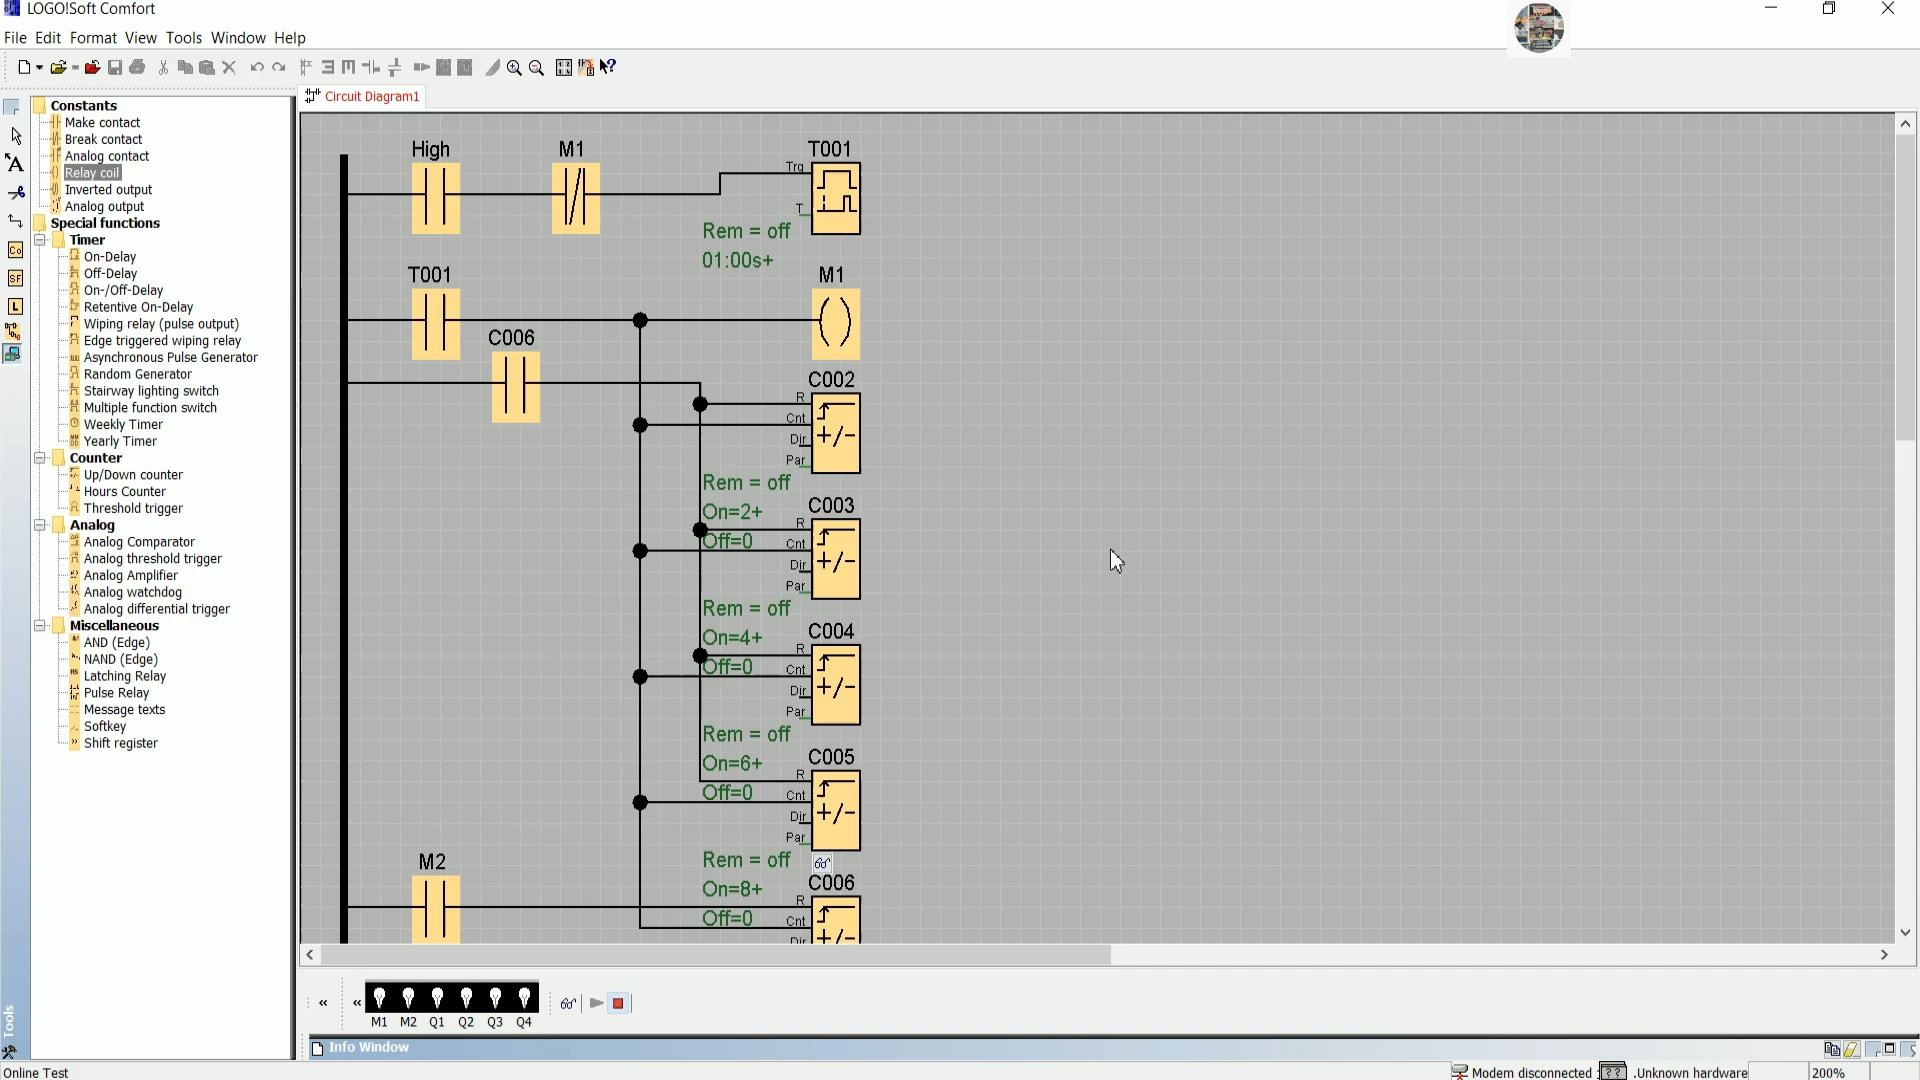 LOGO!Soft Comfort
File Edit Format View Tools Window Help
Circuit Diagram1
Constants
Make contact
Break contact
Analog contact
Relay coil
Inverted output
Analog output
Special functions
Timer
On-Delay
Off-Delay
On-/Off-Delay
Retentive On-Delay
Wiping relay (pulse output)
Edge triggered wiping relay
Asynchronous Pulse Generator
Random Generator
Stairway lighting switch
Multiple function switch
Weekly Timer
Yearly Timer
Counter
Up/Down counter
Hours Counter
Threshold trigger
Analog
Analog Comparator
Analog threshold trigger
Analog Amplifier
Analog watchdog
Analog differential trigger
Miscellaneous
AND (Edge)
NAND (Edge)
Latching Relay
Pulse Relay
Message texts
Softkey
Shift register
Co
SF
L
Tools
High M1 T001
Trg
T
Rem = off
01:00s+
T001 M1
C006
C002
R
Cnt
Dir
Par
+/-
Rem = off
On=2+
Off=0
C003
R
Cnt
Dir
Par
+/-
Rem = off
On=4+
Off=0
C004
R
Cnt
Dir
Par
+/-
Rem = off
On=6+
Off=0
C005
R
Cnt
Dir
Par
+/-
M2
Rem = off
On=8+
Off=0
C006
R
Cnt
Dir
+/-
M1 M2 Q1 Q2 Q3 Q4
Info Window
Online Test
Modem disconnected
?? .Unknown hardware
200%